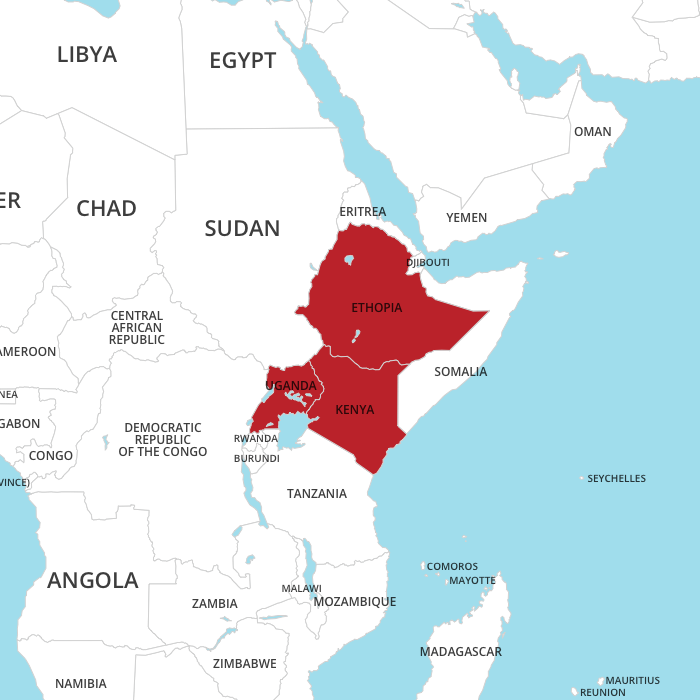 LIBYA
EGYPT
OMAN
ER
CHAD
ERITREA
YEMEN
SUDAN
DJIBOUTI
ETHIOPIA
CENTRAL
AFRICAN
REPUBLIC
AMEROON
SOMALIA
UGANDA
NEA
KENYA
GABON
DEMOCRATIC
REPUBLIC
OF THE CONGO
RWANDA
CONGO
BURUNDI
VINCE)
SEYCHELLES
TANZANIA
COMOROS
MAYOTTE
ANGOLA
MALAWI
ZAMBIA
MOZAMBIQUE
MADAGASCAR
ZIMBABWE
NAMIBIA
MAURITIUS
REUNION